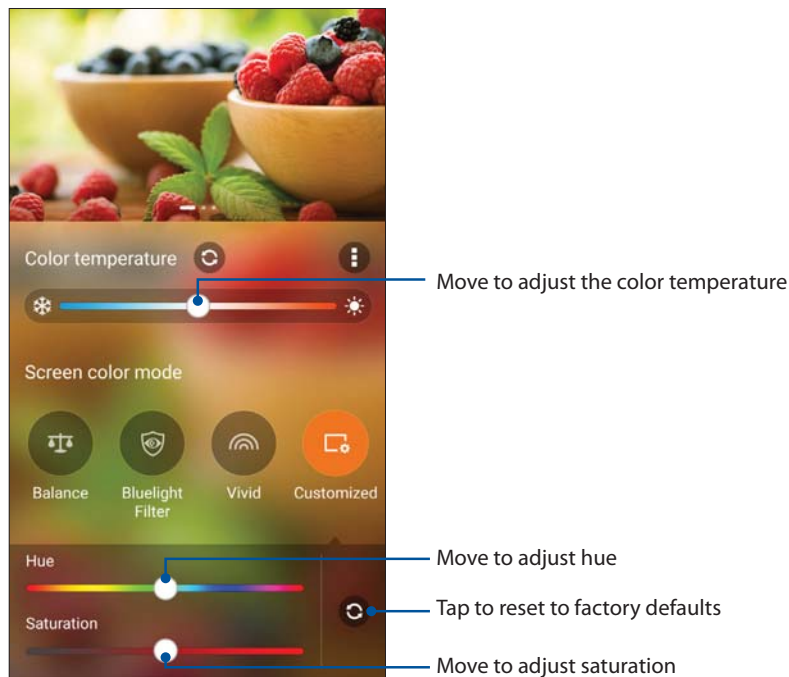 Color temperature
Move to adjust the color temperature
Screen color mode
Balance
Bluelight
Filter
Vivid
Customized
Hue
Move to adjust hue
Tap to reset to factory defaults
Saturation
Move to adjust saturation